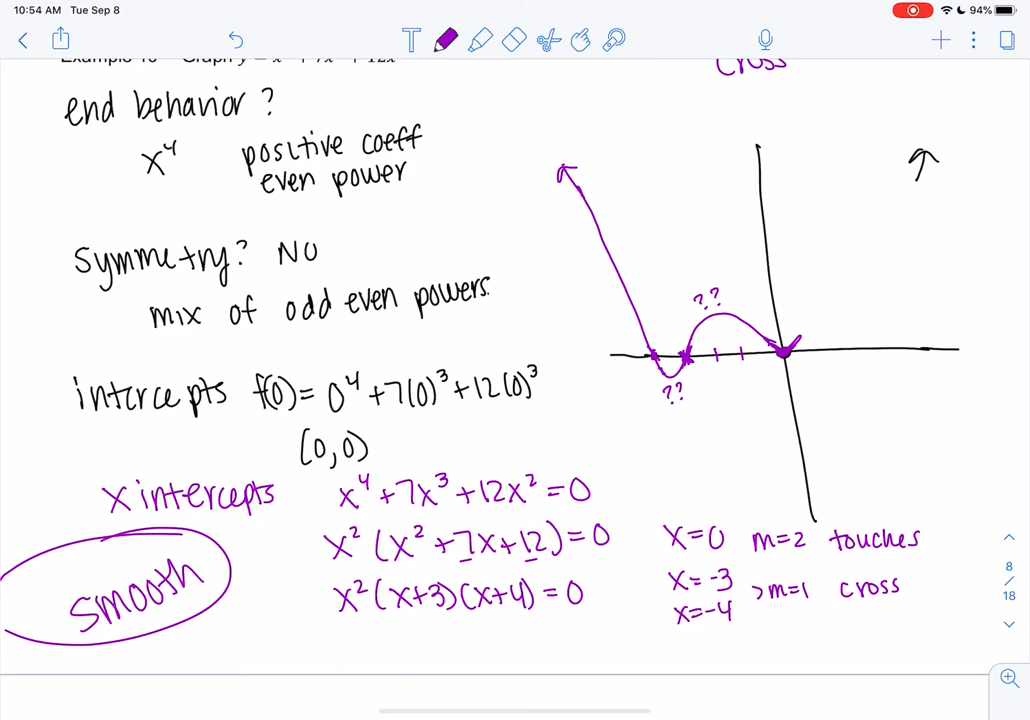 10:54 AM Tue Sep 8
94%
T
cross
end behavior ?
x⁴ positive coeff
even power
symmetry? NO
mix of odd even powers.
??
??
intercepts f(0) = 0⁴ + 7(0)³ + 12(0)³
(0,0)
x intercepts x⁴ + 7x³ + 12x² = 0
x² (x² + 7x + 12) = 0
x² (x+3)(x+4) = 0
smooth
x=0 m=2 touches
x=-3
>m=1 cross
x=-4
8
/
18